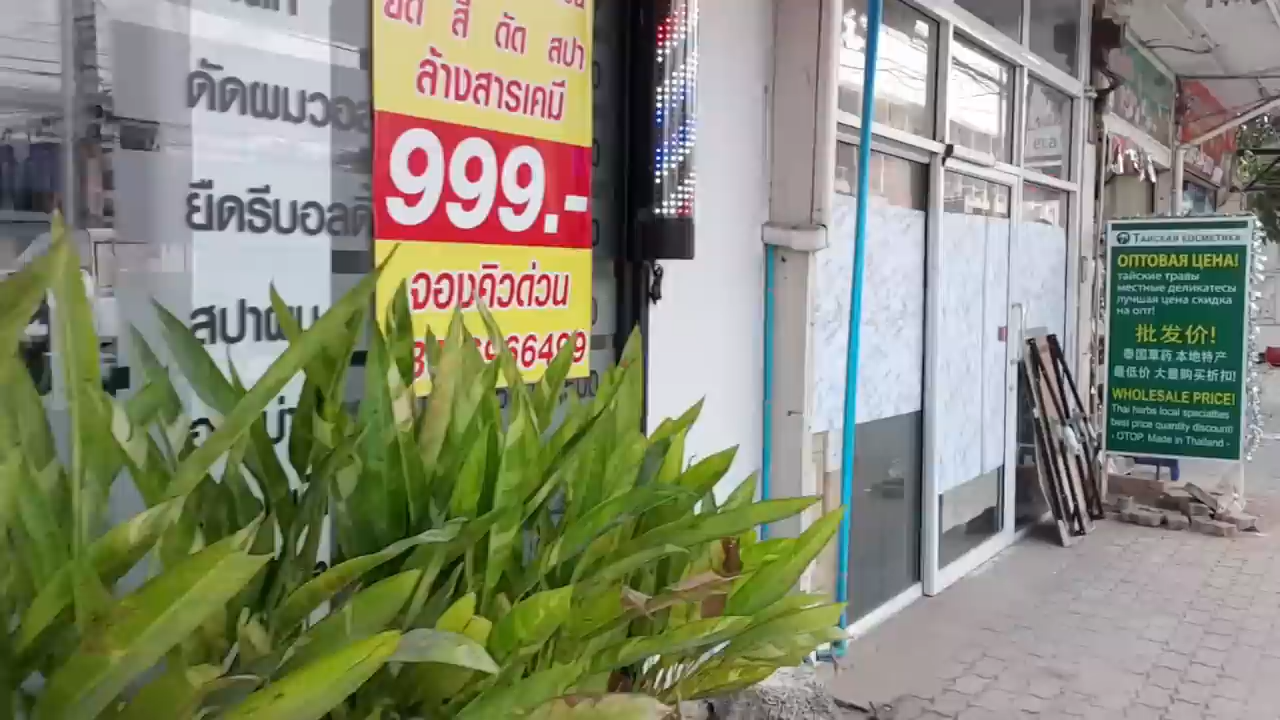 ยืด สี ดัด สปา
ล้างสารเคมี
999.-
จองคิวด่วน
ดัดผมวอ
ยืดรีบอลด์
สปาผม
ТАЙСКАЯ КОСМЕТИКА
ОПТОВАЯ ЦЕНА!
тайские травы
местные деликатесы
лучшая цена скидка
на опт!
批发价!
泰国草药 本地特产
最低价 大量购买折扣!
WHOLESALE PRICE!
Thai herbs local specialties
best price quantity discount!
- OTOP, Made in Thailand -